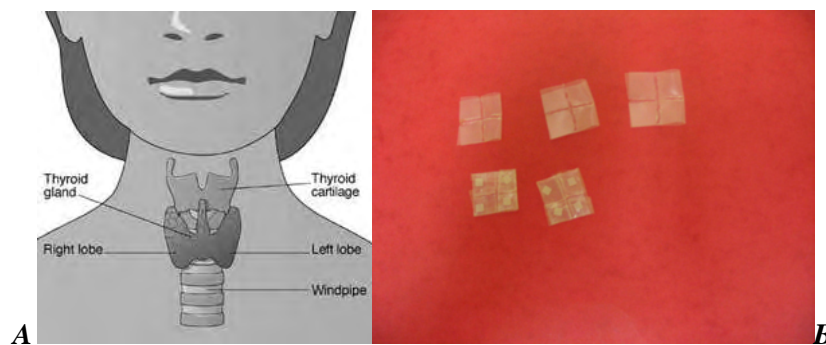 Thyroid
gland
Thyroid
cartilage
Right lobe
Left lobe
Windpipe
A